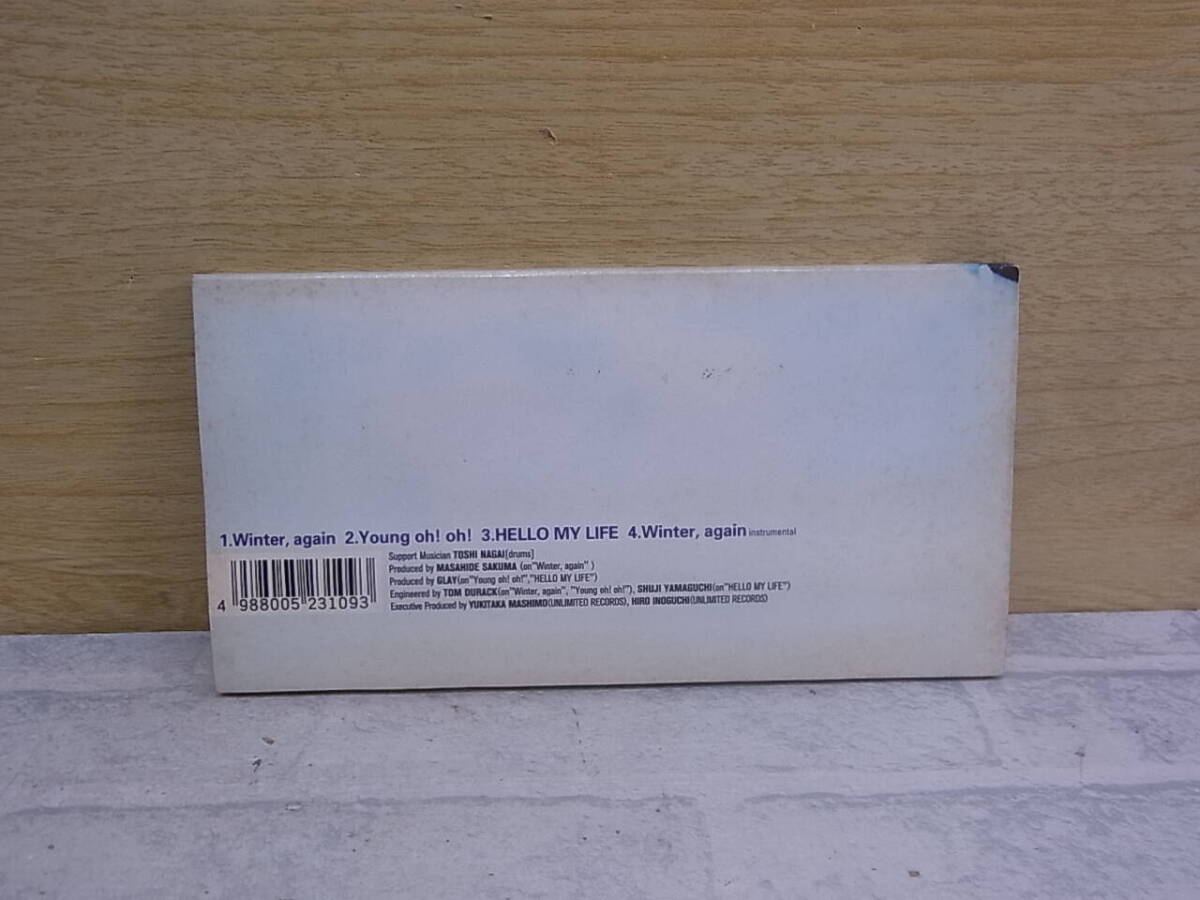 1.Winter, again 2.Young oh! oh! 3.HELLO MY LIFE 4.Winter, again instrumental
Support Musician TOSHI NAGAI[drums]
Produced by MASAHIDE SAKUMA (on"Winter, again")
Produced by GLAY(on"Young oh! oh!","HELLO MY LIFE")
Engineered by TOM DURACK(on"Winter, again", "Young oh! oh!"), SHUJI YAMAGUCHI(on"HELLO MY LIFE")
Executive Produced by YUKITAKA MASHIMO(UNLIMITED RECORDS), HIRO INOGUCHI(UNLIMITED RECORDS)
4 988005 231093